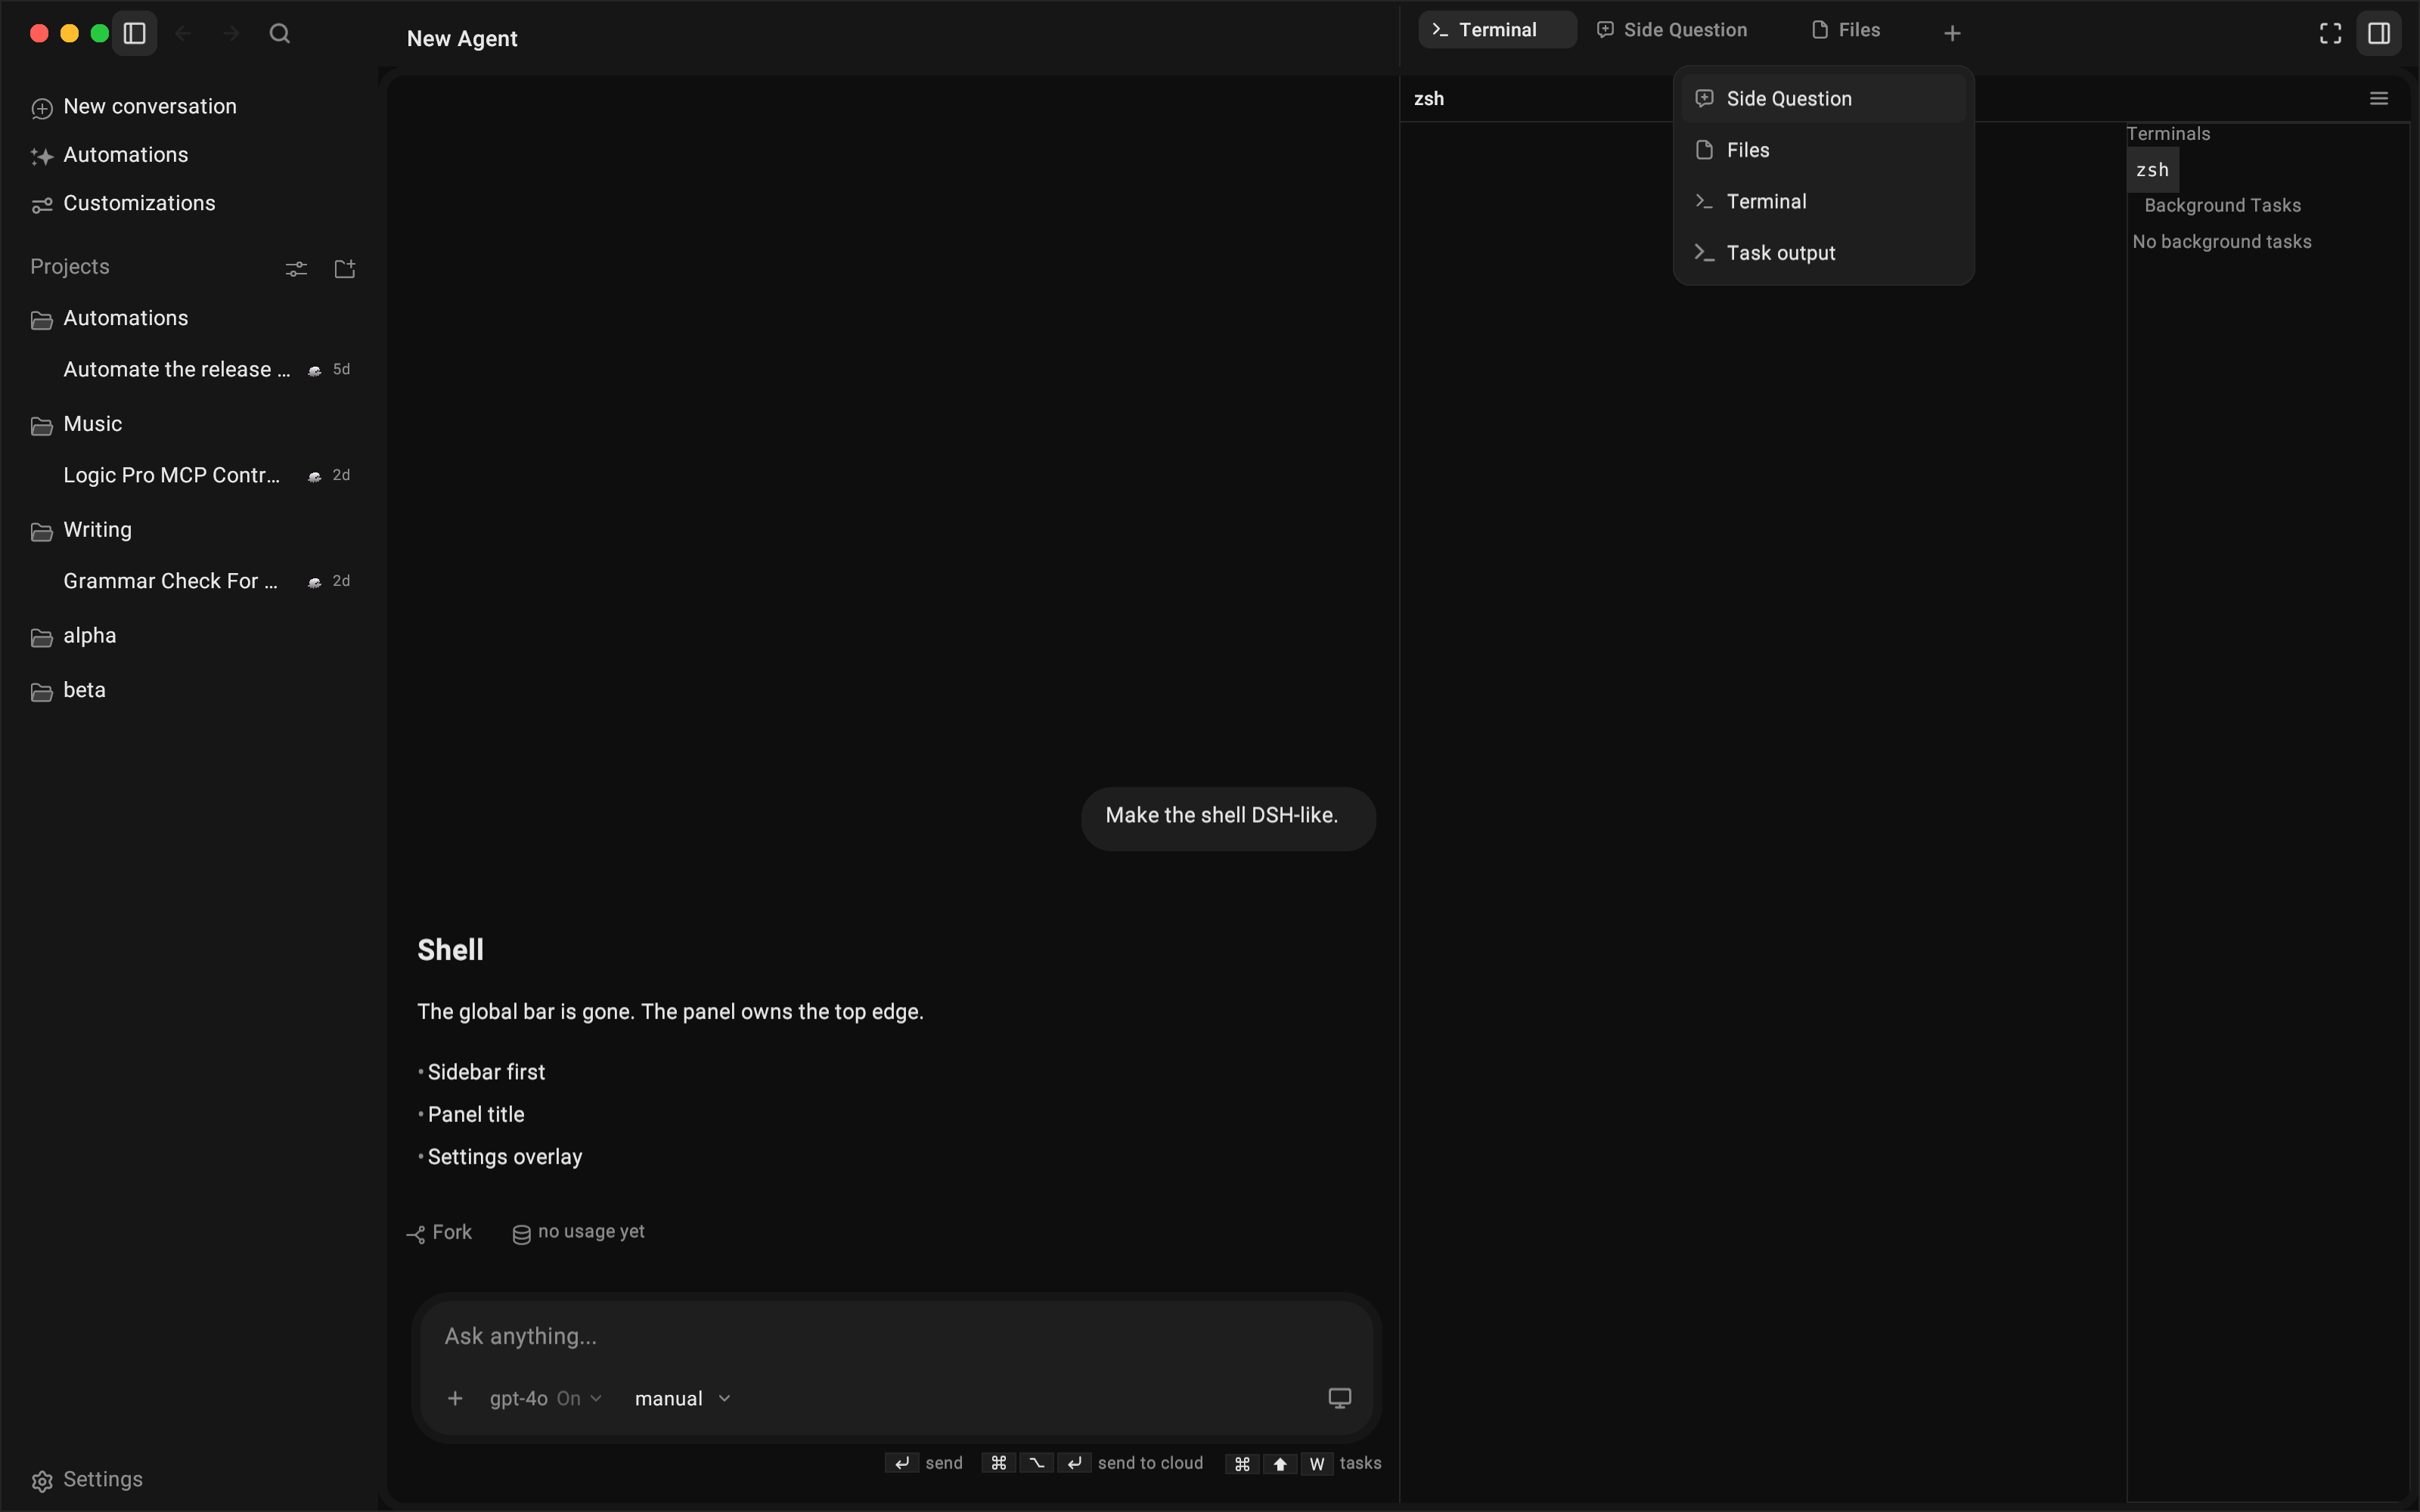 New Agent
Terminal
Side Question
Files
New conversation
Automations
Customizations
Projects
Automations
Automate the release ... 5d
Music
Logic Pro MCP Contr... 2d
Writing
Grammar Check For ... 2d
alpha
beta
Settings
Make the shell DSH-like.
Shell
The global bar is gone. The panel owns the top edge.
• Sidebar first
• Panel title
• Settings overlay
Fork
no usage yet
Ask anything...
gpt-4o On
manual
send
send to cloud
W tasks
zsh
Side Question
Files
Terminal
Task output
Terminals
zsh
Background Tasks
No background tasks